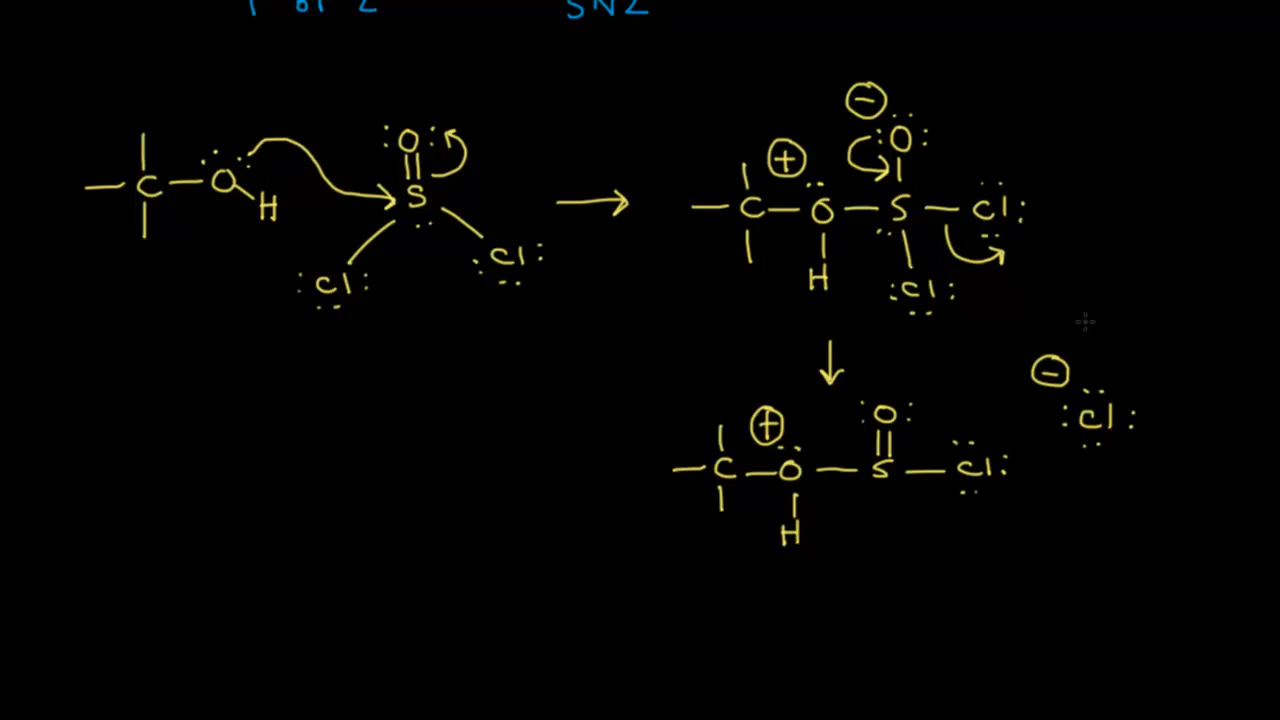 SN2
⊖
:O:
:O: ⊕
C O S
H
C O S Cl:
:Cl: :Cl: H :Cl:
⊖
⊕ :O: :Cl:
C O S Cl:
H